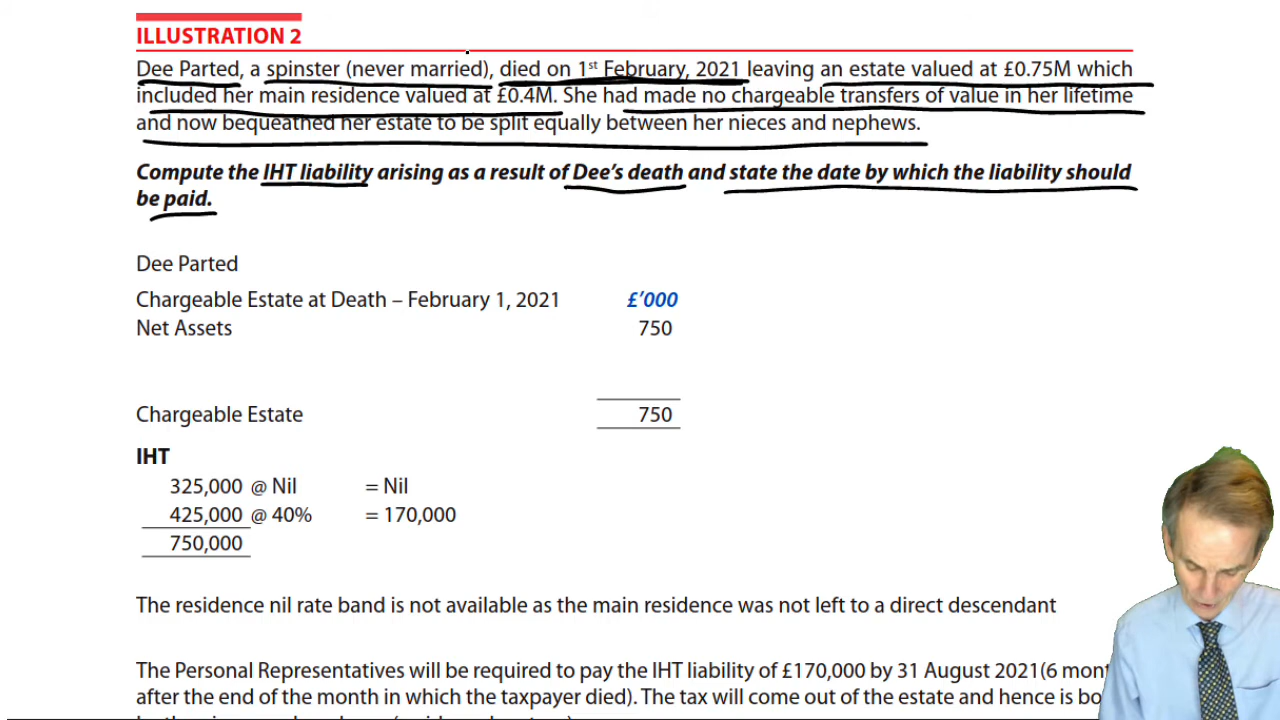 ILLUSTRATION 2
Dee Parted, a spinster (never married), died on 1st February, 2021 leaving an estate valued at £0.75M which
included her main residence valued at £0.4M. She had made no chargeable transfers of value in her lifetime
and now bequeathed her estate to be split equally between her nieces and nephews.
Compute the IHT liability arising as a result of Dee's death and state the date by which the liability should
be paid.
Dee Parted
Chargeable Estate at Death – February 1, 2021 £'000
Net Assets 750
Chargeable Estate 750
IHT
325,000 @ Nil = Nil
425,000 @ 40% = 170,000
750,000
The residence nil rate band is not available as the main residence was not left to a direct descendant
The Personal Representatives will be required to pay the IHT liability of £170,000 by 31 August 2021(6 mont
after the end of the month in which the taxpayer died). The tax will come out of the estate and hence is bo